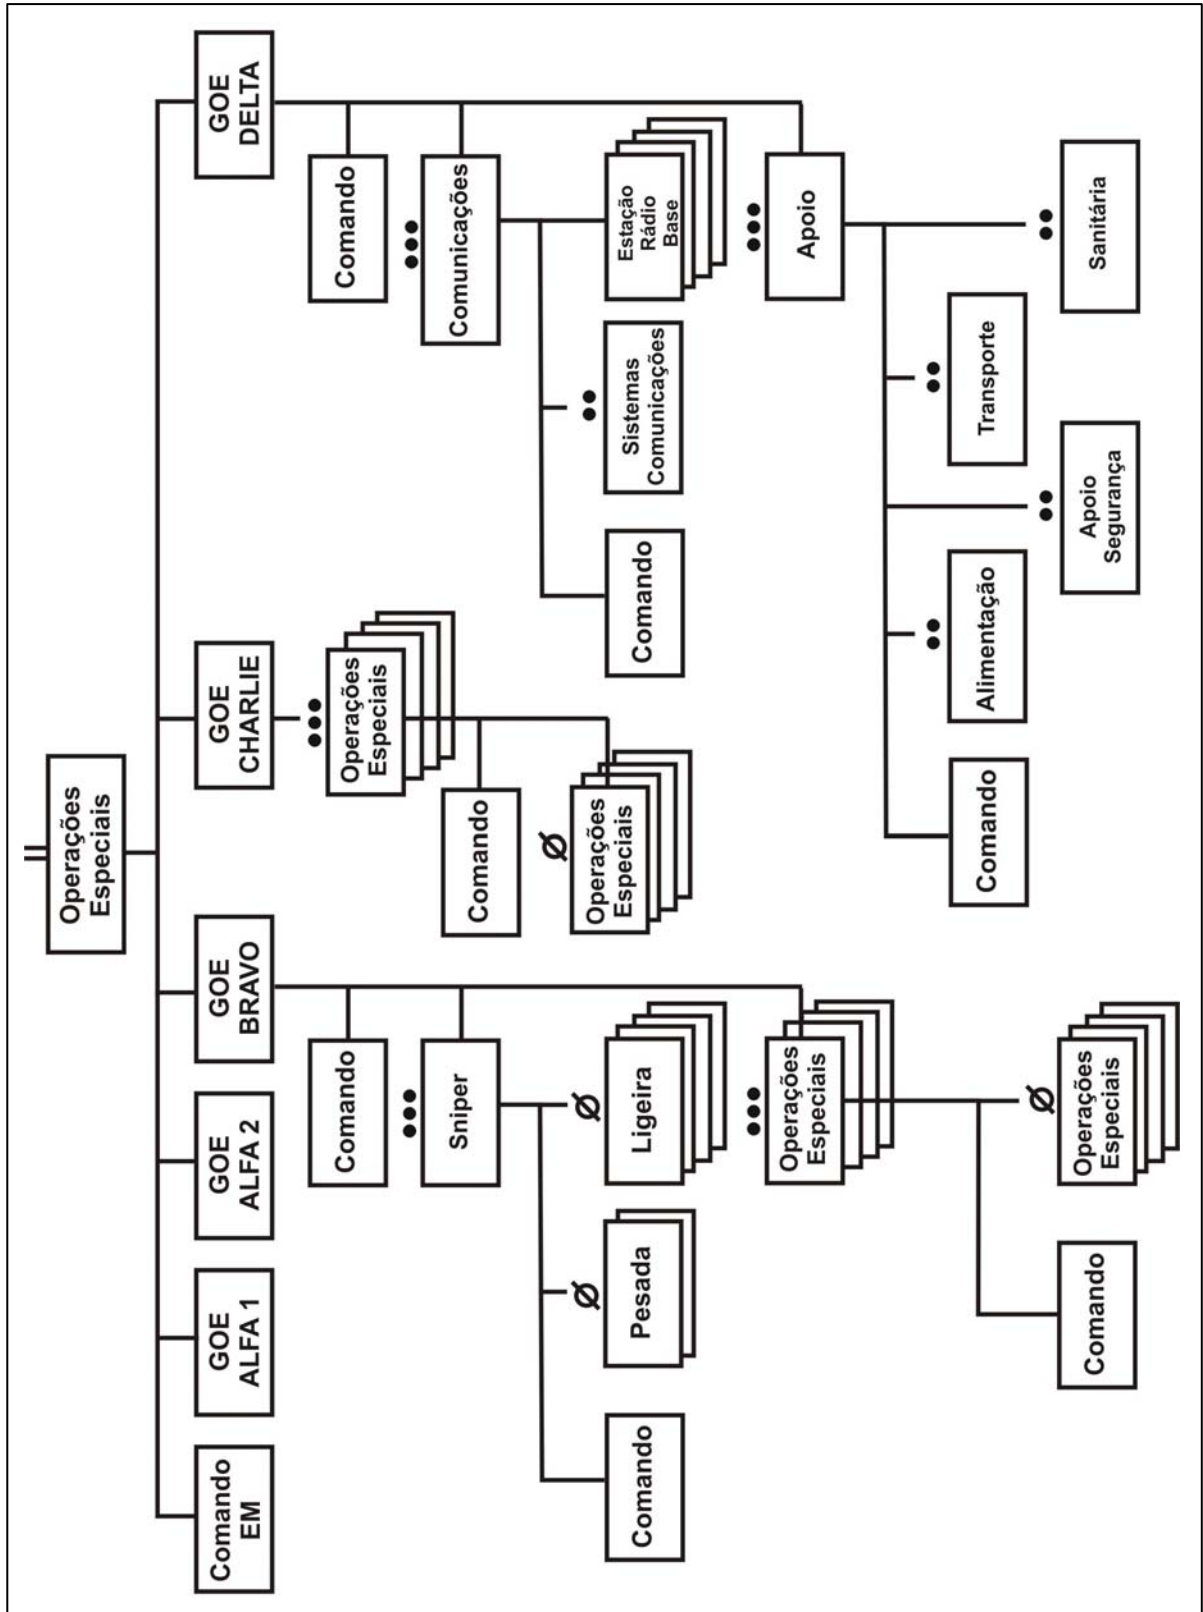 Operações
Especiais
Comando
EM
GOE
ALFA 1
GOE
ALFA 2
GOE
BRAVO
GOE
CHARLIE
GOE
DELTA
Comando
Sniper
Comando
Pesada
Ligeira
Operações
Especiais
Comando
Operações
Especiais
Operações
Especiais
Comando
Operações
Especiais
Comando
Comunicações
Comando
Sistemas
Comunicações
Estação
Rádio
Base
Apoio
Comando
Alimentação
Apoio
Segurança
Transporte
Sanitária